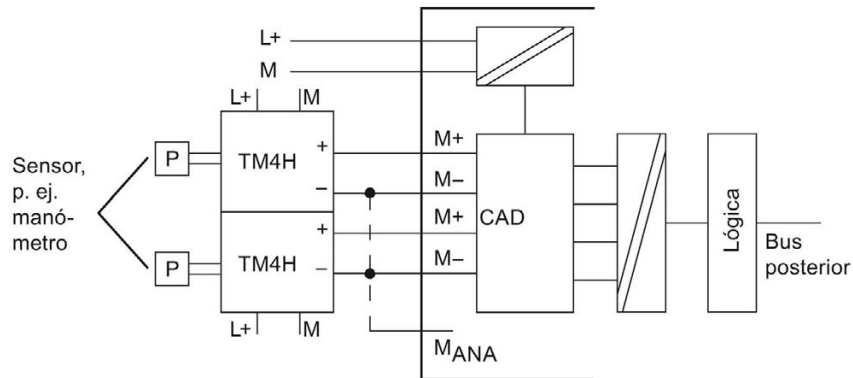 L+
M
L+ M
Sensor,
p. ej.
manó-
metro
P
TM4H
+
–
M+
M–
P
TM4H
+
–
M+
M–
CAD
Lógica
Bus
posterior
L+ M
MANA